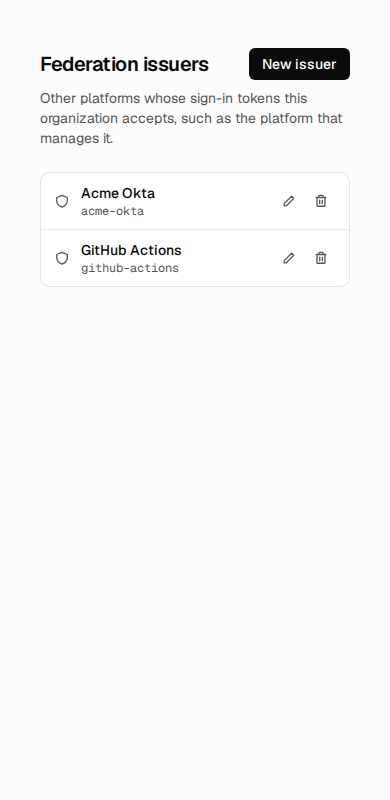 Federation issuers
New issuer
Other platforms whose sign-in tokens this
organization accepts, such as the platform that
manages it.
Acme Okta
acme-okta
GitHub Actions
github-actions